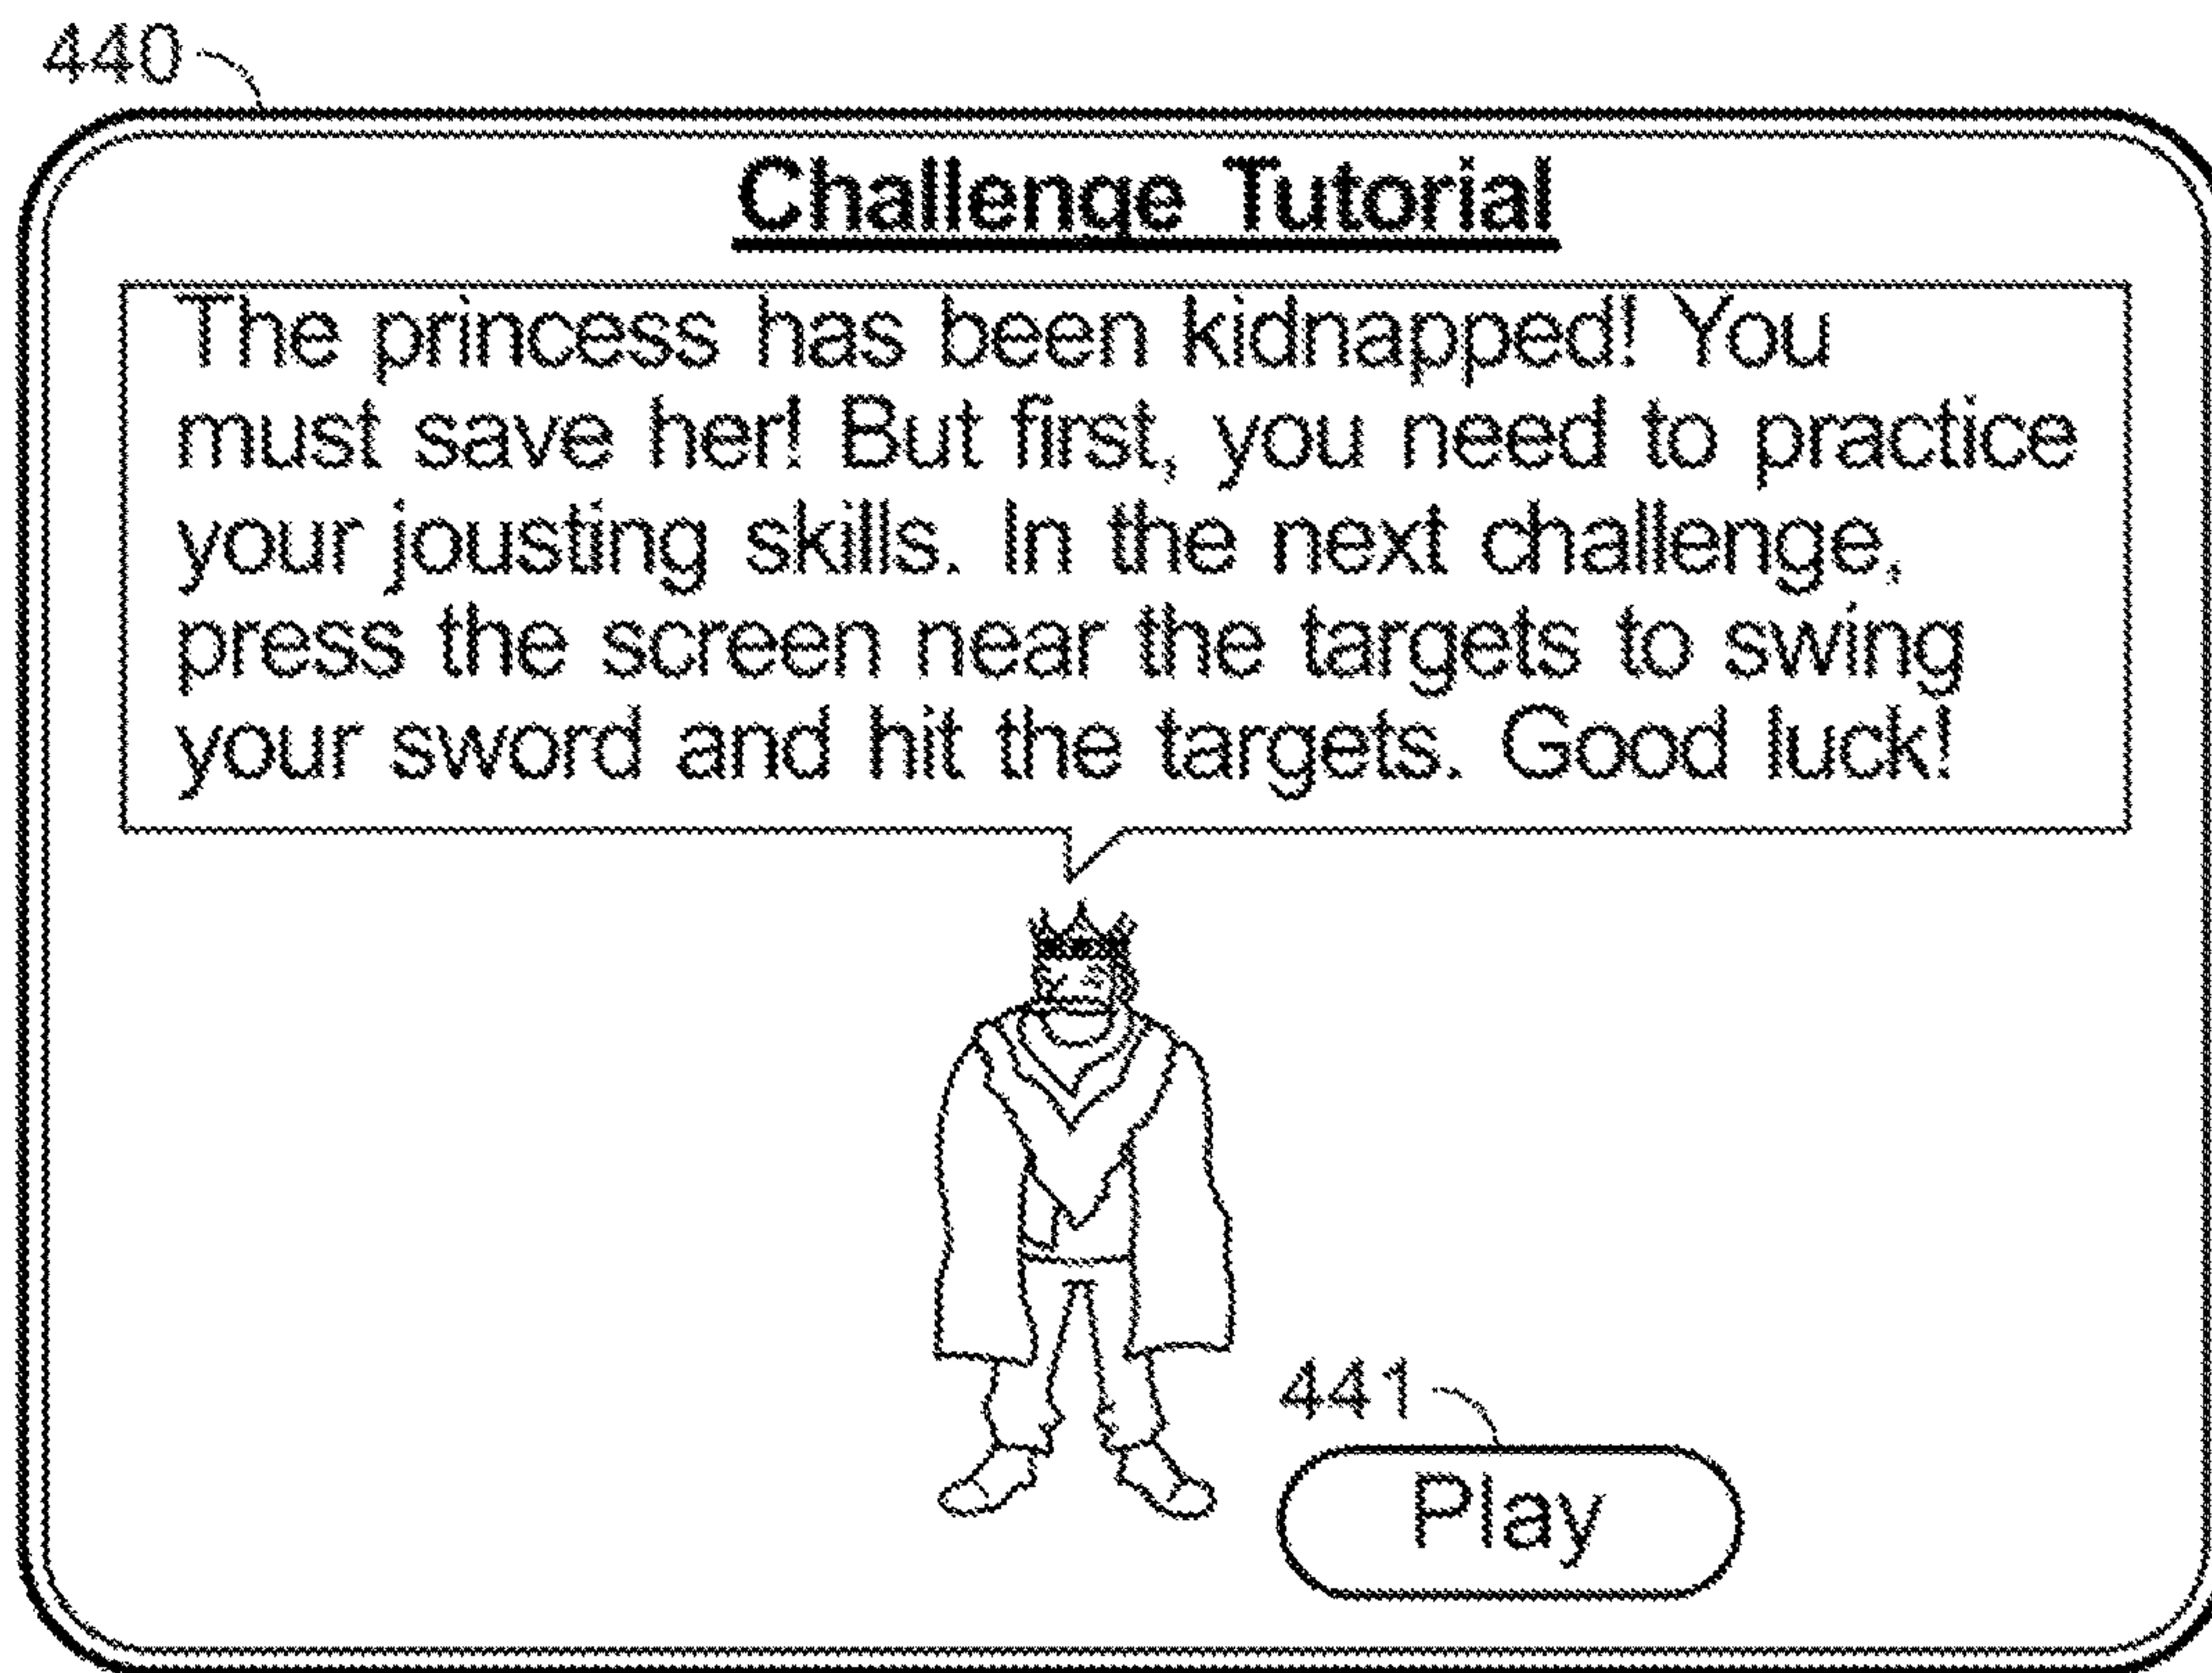 440
Challenge Tutorial
The princess has been kidnapped! You
must save her! But first, you need to practice
your jousting skills. In the next challenge,
press the screen near the targets to swing
your sword and hit the targets. Good luck!
441
Play